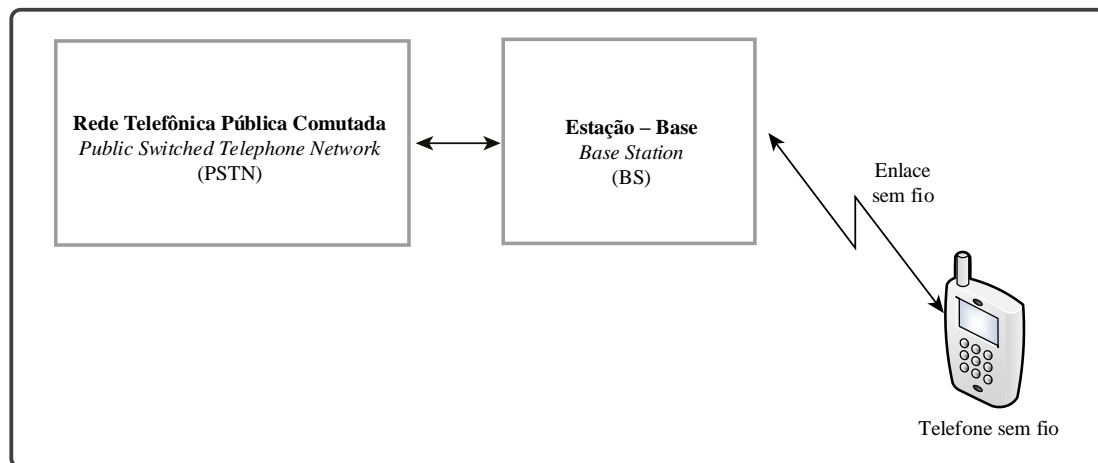 Rede Telefônica Pública Comutada
Public Switched Telephone Network
(PSTN)
Estação – Base
Base Station
(BS)
Enlace
sem fio
Telefone sem fio